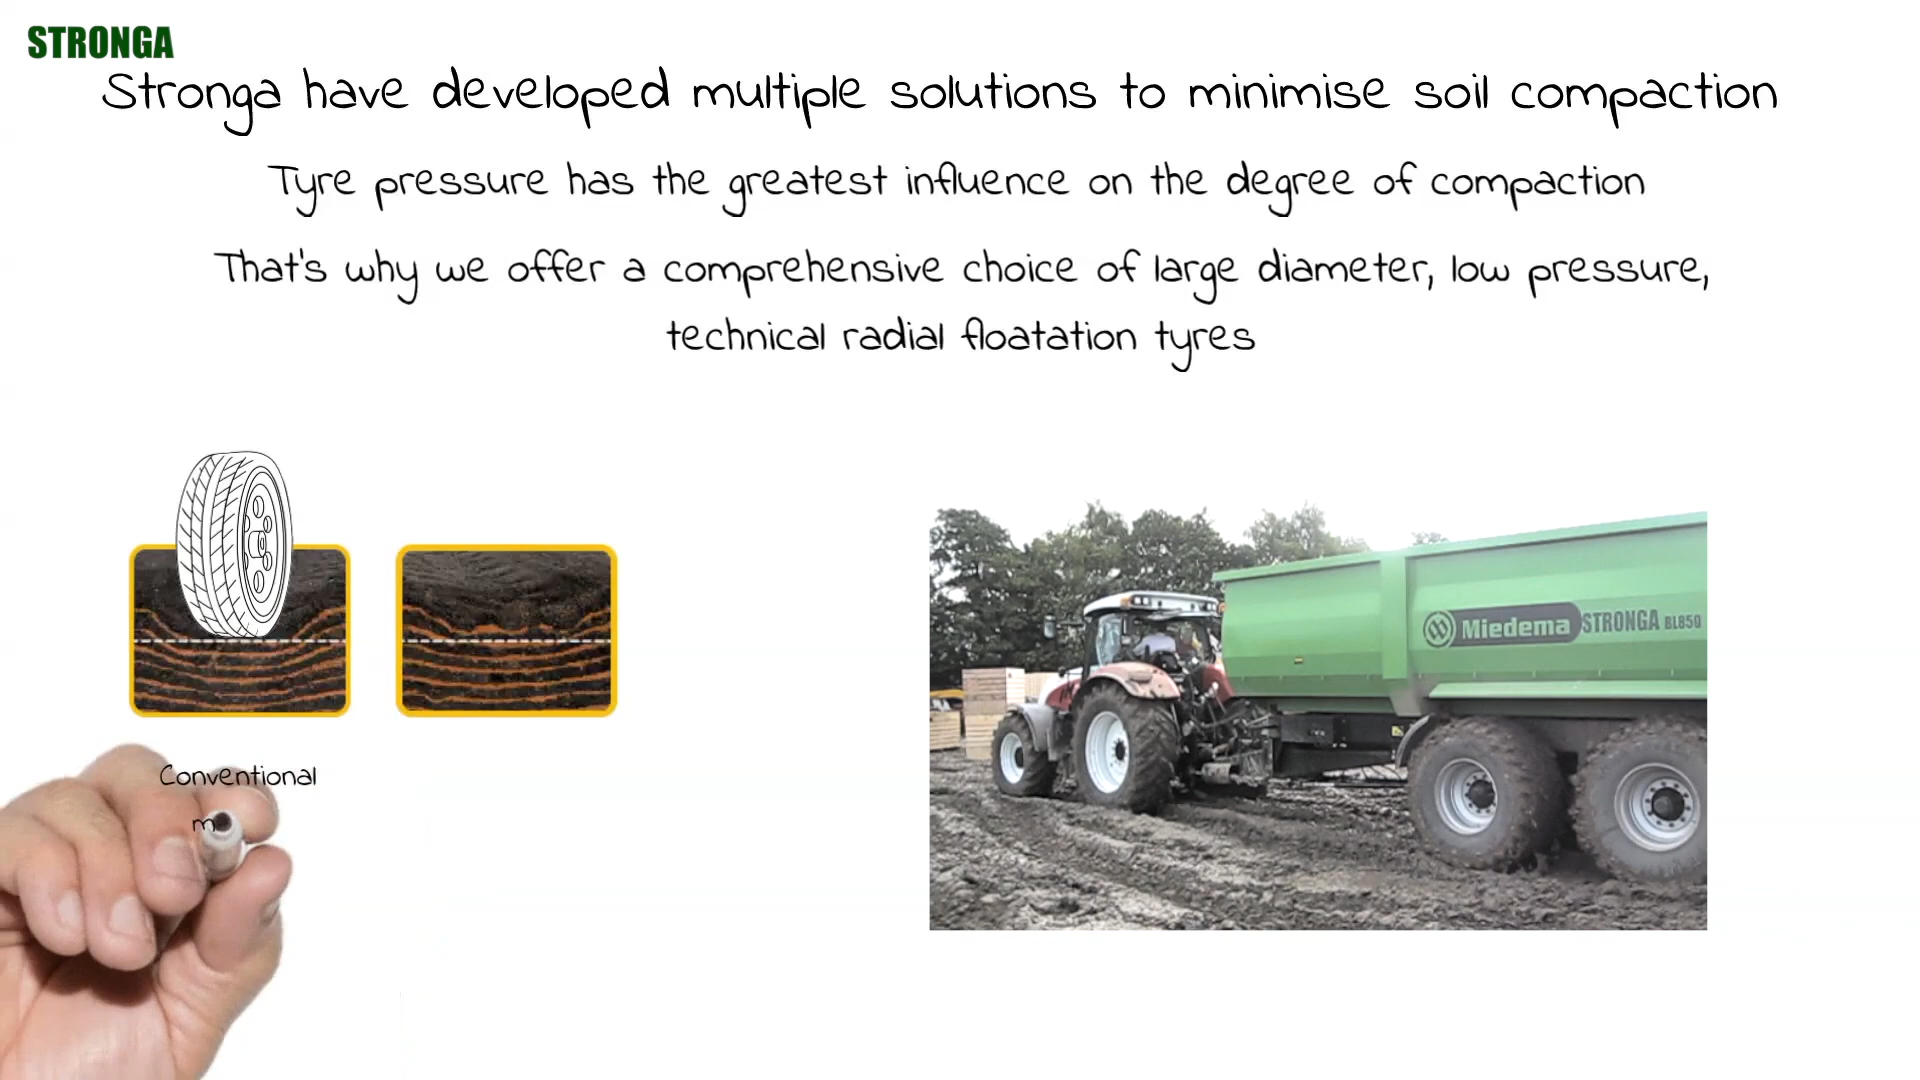 STRONGA
Stronga have developed multiple solutions to minimise soil compaction
Tyre pressure has the greatest influence on the degree of compaction
That's why we offer a comprehensive choice of large diameter, low pressure,
technical radial floatation tyres
Miedema STRONGA BL850
Conventional
m